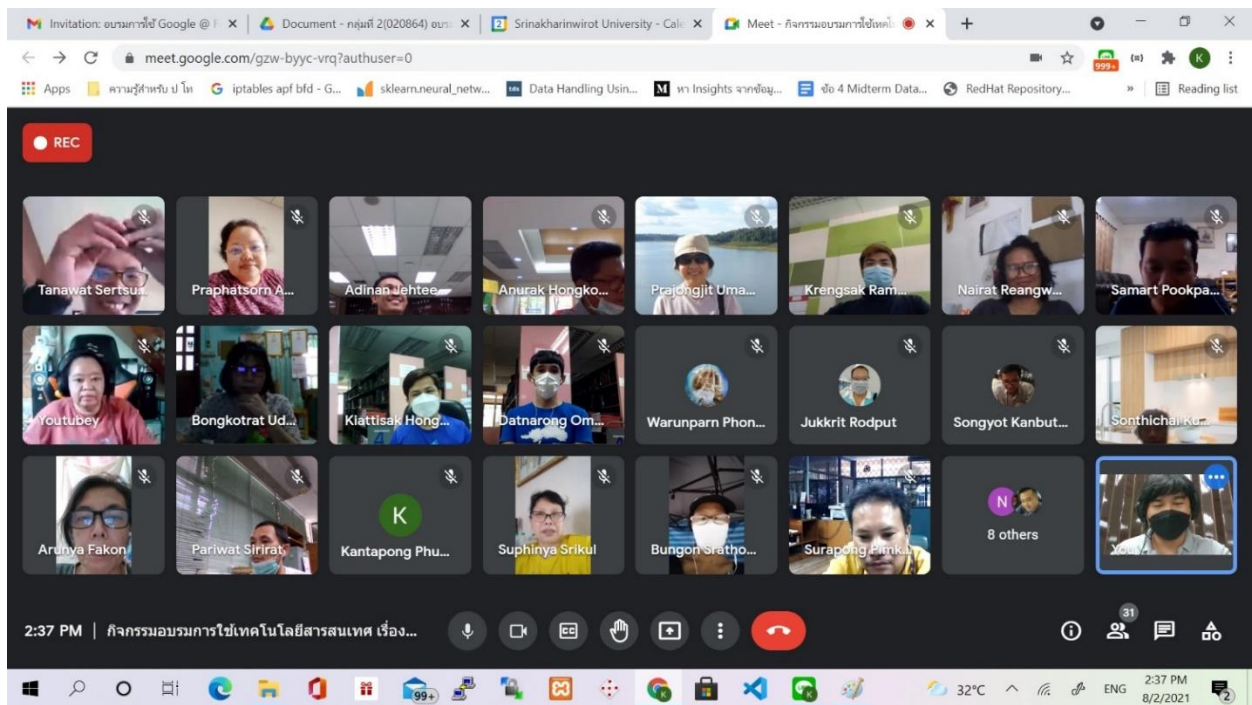 Invitation: อบรมการใช้ Google @
Document - กลุ่มที่ 2(020864) อบร
Srinakharinwirot University - Cale
Meet - กิจกรรมอบรมการใช้เทคโ
meet.google.com/gzw-byyc-vrq?authuser=0
999+
K
Apps
ความรู้สำหรับ ป โท
iptables apf bfd - G...
sklearn.neural_netw...
Data Handling Usin...
หา Insights จากข้อมู...
ข้อ 4 Midterm Data...
RedHat Repository...
»
Reading list
REC
Tanawat Sertsu...
Praphatsorn A...
Adinan Jehtee
Anurak Hongko...
Prajongjit Uma...
Krengsak Ram...
Nairat Reangw...
Samart Pookpa...
Youtubey
Bongkotrat Ud...
Kiattisak Hong...
Datnarong Om...
Warunparn Phon...
Jukkrit Rodput
Songyot Kanbut...
Sonthichai Ku...
Arunya Fakon
Pariwat Sirirat
K
Kantapong Phu...
Suphinya Srikul
Bungon Sratho...
Surapong Pimk...
N
8 others
You
2:37 PM | กิจกรรมอบรมการใช้เทคโนโลยีสารสนเทศ เรื่อง...
31
99+
32°C
ENG
2:37 PM
8/2/2021
2